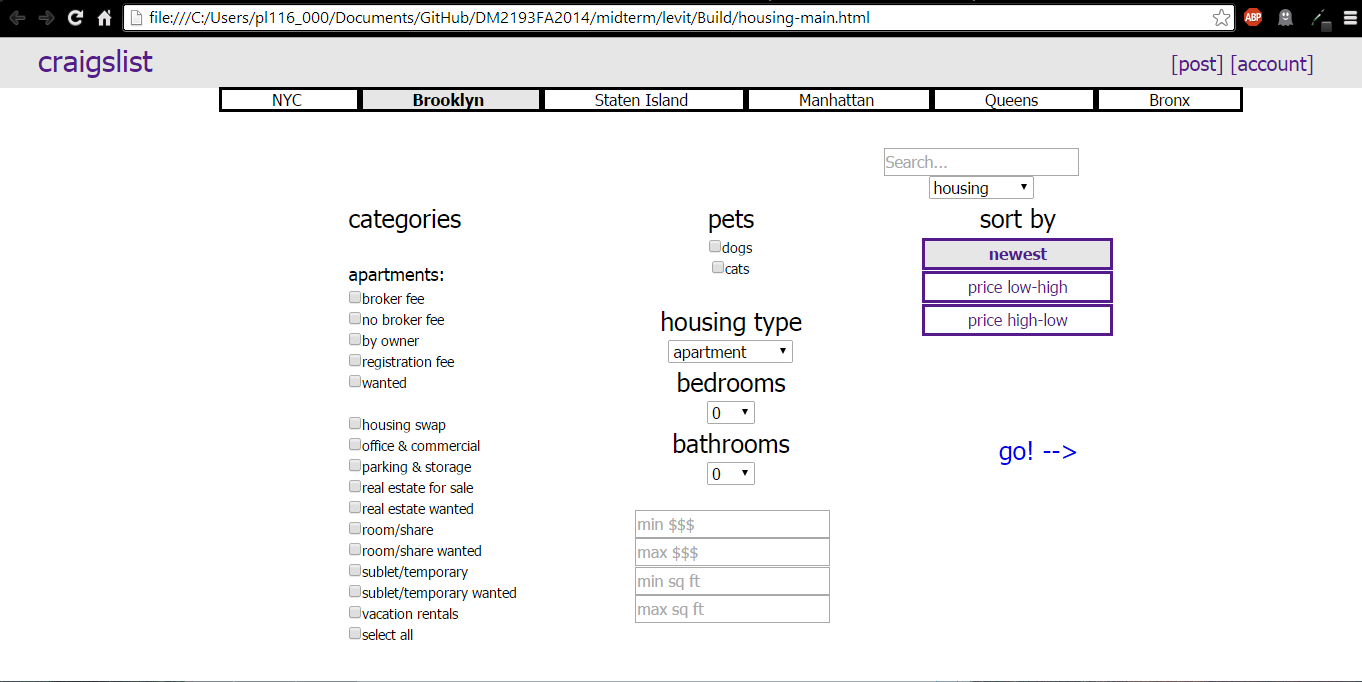 file:///C:/Users/pl116_000/Documents/GitHub/DM2193FA2014/midterm/levit/Build/housing-main.html
ABP
craigslist
[post] [account]
NYC
Brooklyn
Staten Island
Manhattan
Queens
Bronx
Search...
housing
categories
apartments:
broker fee
no broker fee
by owner
registration fee
wanted
housing swap
office & commercial
parking & storage
real estate for sale
real estate wanted
room/share
room/share wanted
sublet/temporary
sublet/temporary wanted
vacation rentals
select all
pets
dogs
cats
housing type
apartment
bedrooms
0
bathrooms
0
min $$$
max $$$
min sq ft
max sq ft
sort by
newest
price low-high
price high-low
go! -->